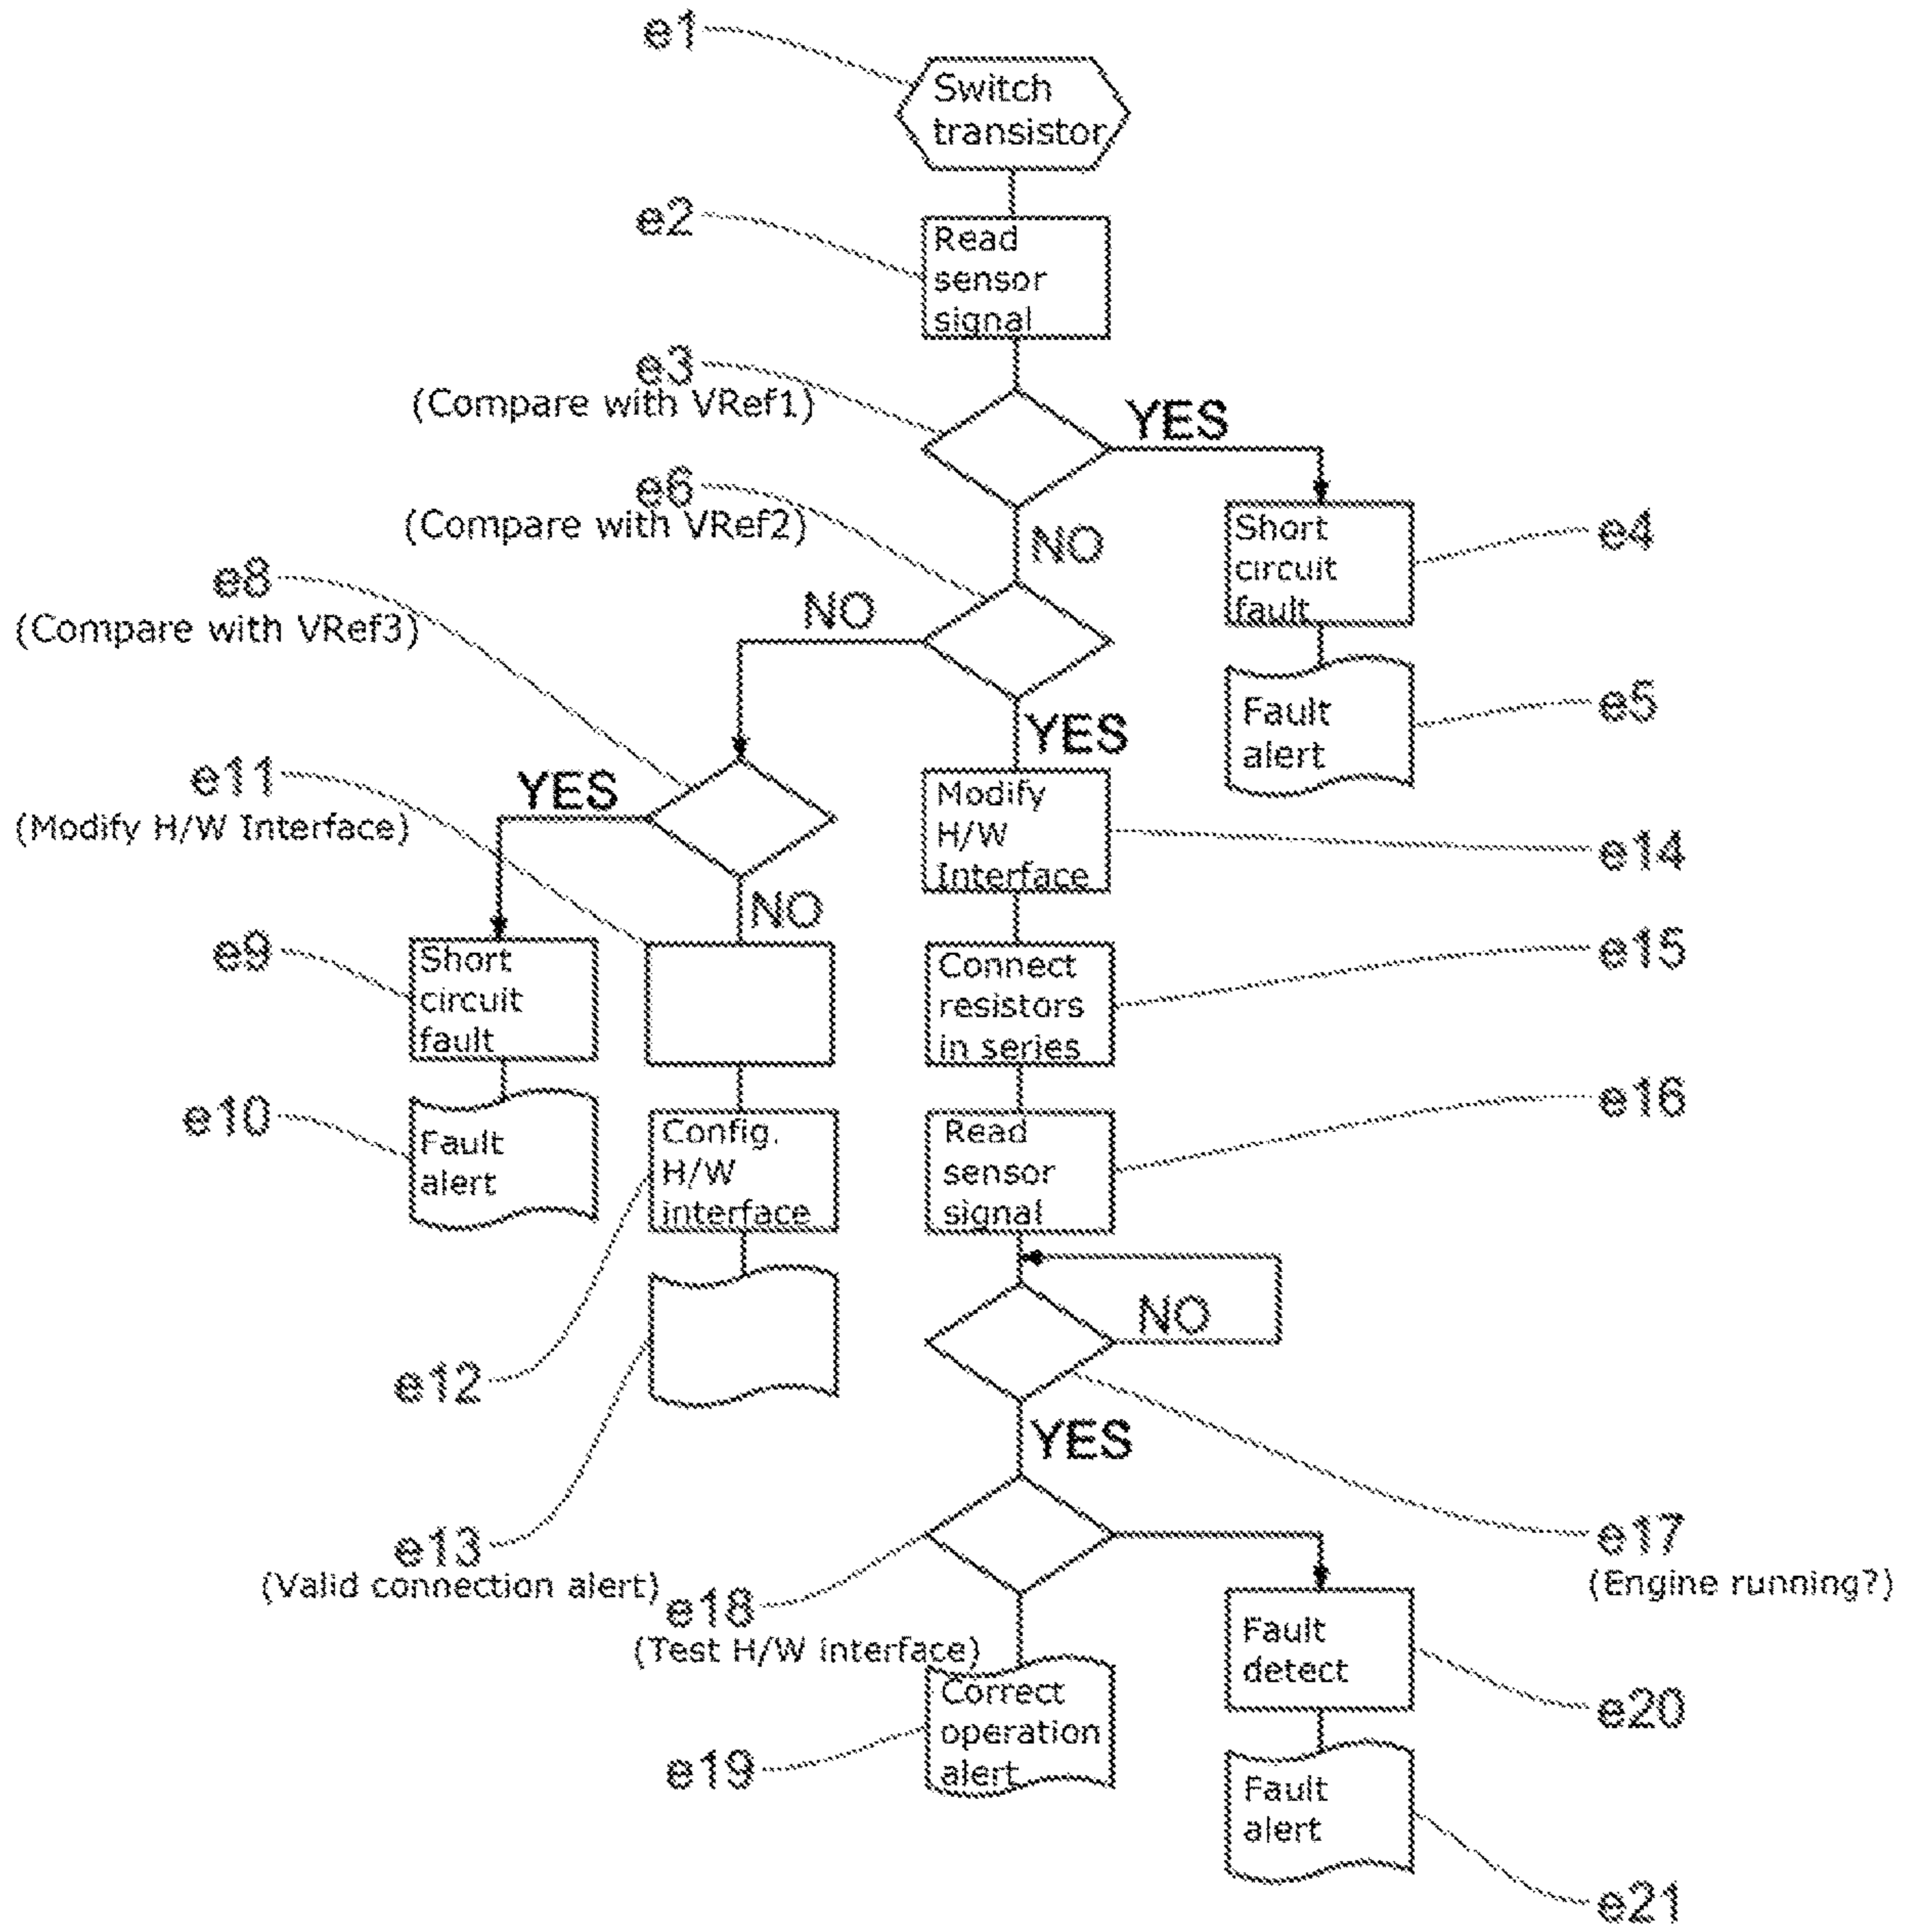 e1
Switch
transistor
e2
Read
sensor
signal
e3
(Compare with VRef1)
YES
e6
(Compare with VRef2)
NO
Short
circuit
fault
e4
e8
(Compare with VRef3)
NO
Fault
alert
e5
YES
e11
(Modify H/W Interface)
YES
Modify
H/W
Interface
e14
NO
e9
Short
circuit
fault
Connect
resistors
in series
e15
e10
Fault
alert
Config.
H/W
interface
Read
sensor
signal
e16
NO
e12
YES
e13
(Valid connection alert)
e17
(Engine running?)
e18
(Test H/W interface)
Fault
detect
e20
Correct
operation
alert
e19
Fault
alert
e21